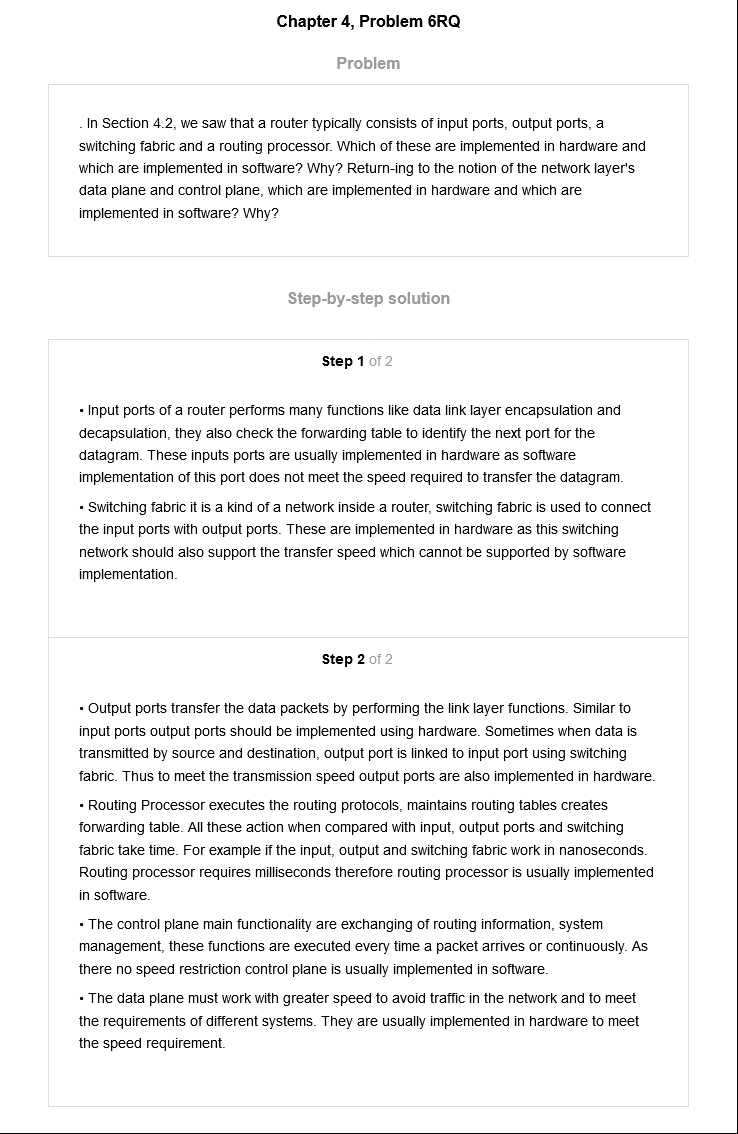 Chapter 4, Problem 6RQ
Problem
. In Section 4.2, we saw that a router typically consists of input ports, output ports, a
switching fabric and a routing processor. Which of these are implemented in hardware and
which are implemented in software? Why? Return-ing to the notion of the network layer's
data plane and control plane, which are implemented in hardware and which are
implemented in software? Why?
Step-by-step solution
Step 1 of 2
• Input ports of a router performs many functions like data link layer encapsulation and
decapsulation, they also check the forwarding table to identify the next port for the
datagram. These inputs ports are usually implemented in hardware as software
implementation of this port does not meet the speed required to transfer the datagram.
• Switching fabric it is a kind of a network inside a router, switching fabric is used to connect
the input ports with output ports. These are implemented in hardware as this switching
network should also support the transfer speed which cannot be supported by software
implementation.
Step 2 of 2
• Output ports transfer the data packets by performing the link layer functions. Similar to
input ports output ports should be implemented using hardware. Sometimes when data is
transmitted by source and destination, output port is linked to input port using switching
fabric. Thus to meet the transmission speed output ports are also implemented in hardware.
• Routing Processor executes the routing protocols, maintains routing tables creates
forwarding table. All these action when compared with input, output ports and switching
fabric take time. For example if the input, output and switching fabric work in nanoseconds.
Routing processor requires milliseconds therefore routing processor is usually implemented
in software.
• The control plane main functionality are exchanging of routing information, system
management, these functions are executed every time a packet arrives or continuously. As
there no speed restriction control plane is usually implemented in software.
• The data plane must work with greater speed to avoid traffic in the network and to meet
the requirements of different systems. They are usually implemented in hardware to meet
the speed requirement.